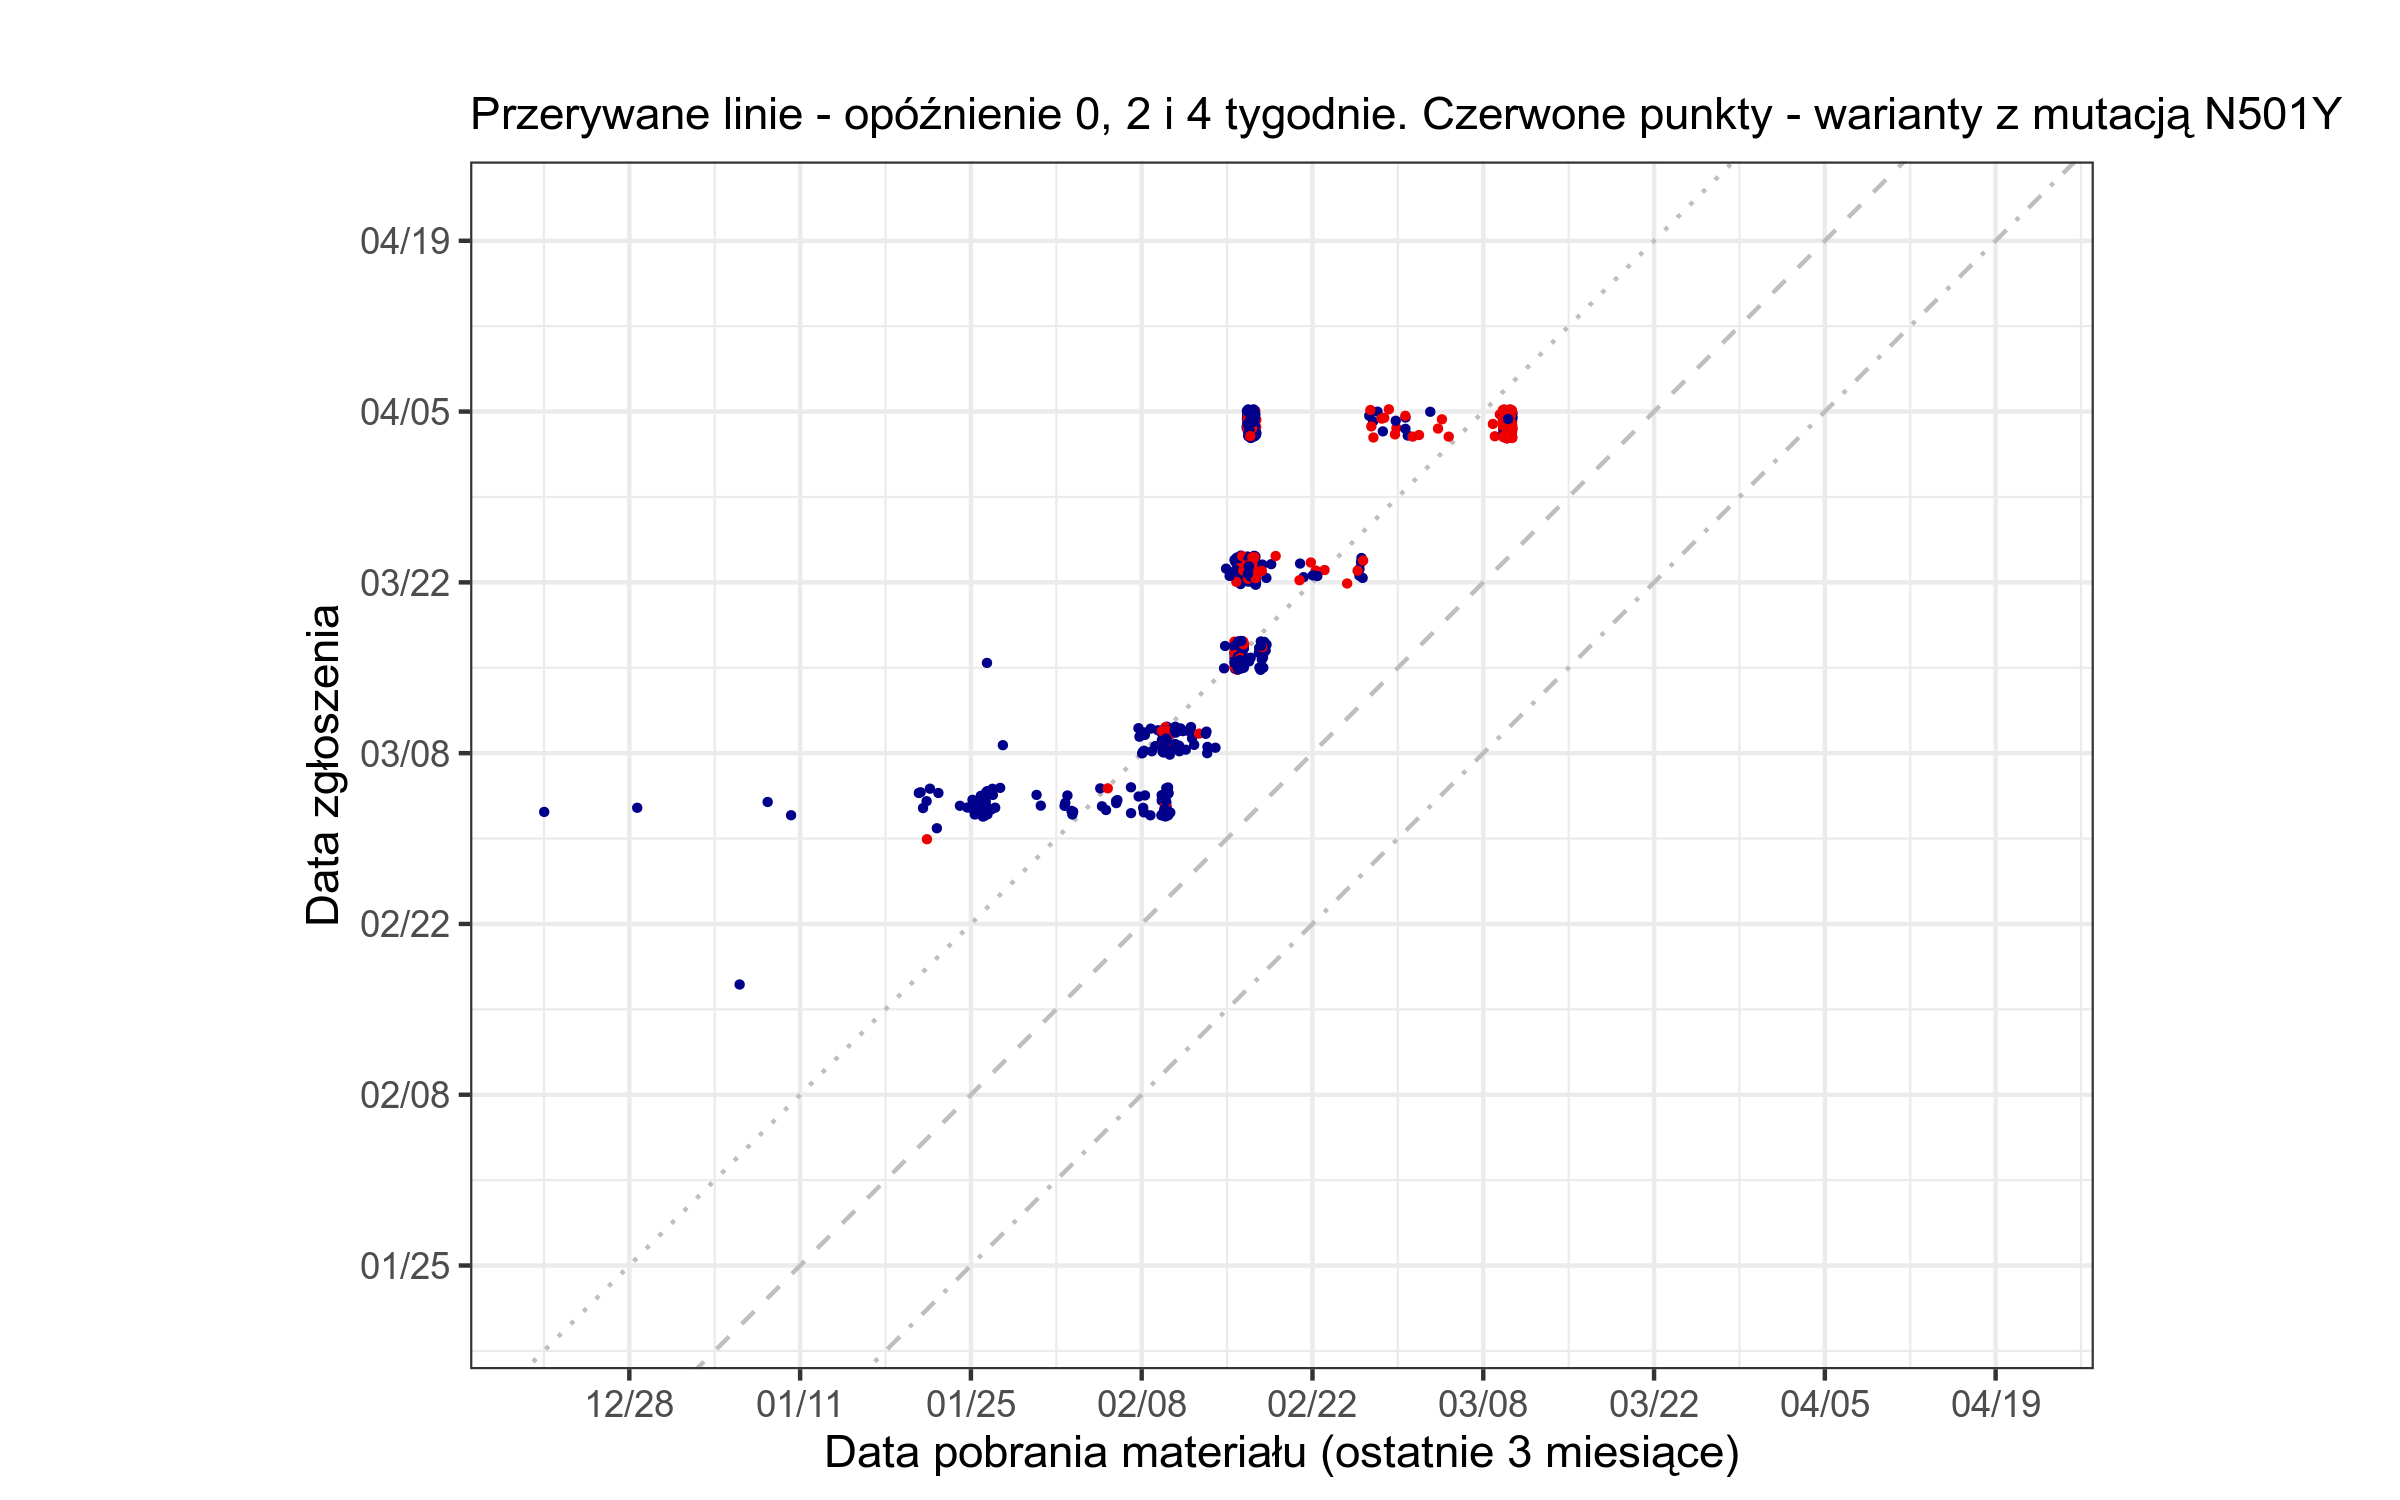 Przerywane linie - opóźnienie 0, 2 i 4 tygodnie. Czerwone punkty - warianty z mutacją N501Y
Data zgłoszenia
04/19
04/05
03/22
03/08
02/22
02/08
01/25
12/28 01/11 01/25 02/08 02/22 03/08 03/22 04/05 04/19
Data pobrania materiału (ostatnie 3 miesiące)